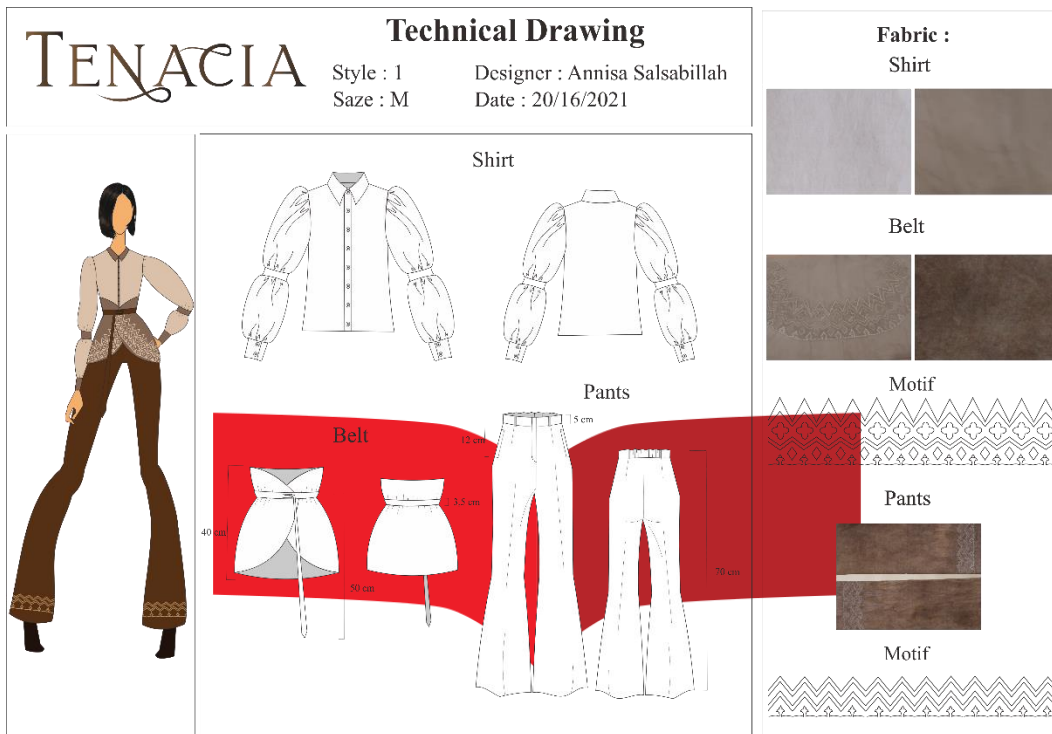 TENACIA
Technical Drawing
Style : 1
Designer : Annisa Salsabillah
Saze : M
Date : 20/16/2021
Shirt
Pants
5 cm
12 cm
Belt
3.5 cm
40 cm
50 cm
70 cm
Fabric :
Shirt
Belt
Motif
Pants
Motif